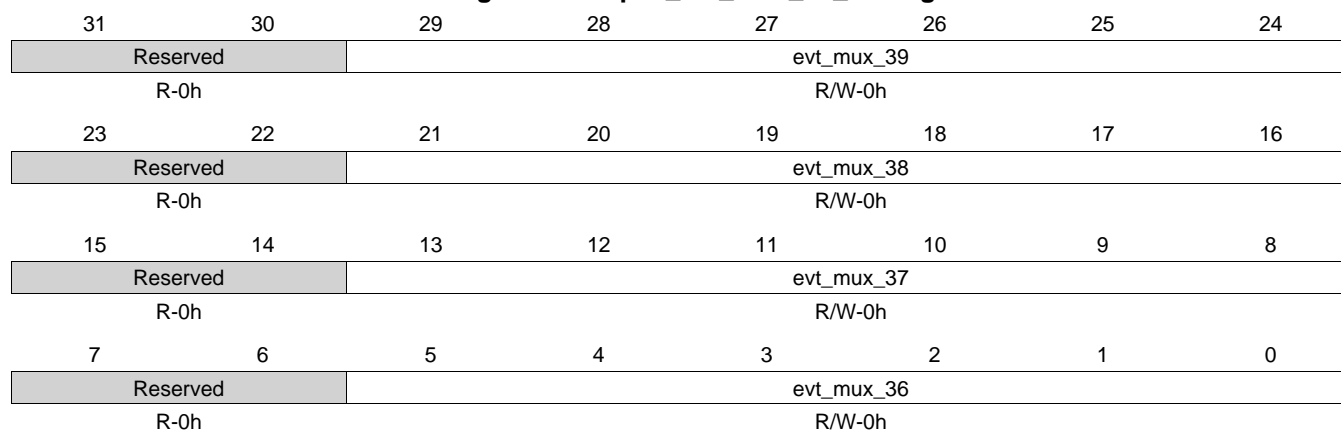 31 30 29 28 27 26 25 24
Reserved evt_mux_39
R-0h R/W-0h
23 22 21 20 19 18 17 16
Reserved evt_mux_38
R-0h R/W-0h
15 14 13 12 11 10 9 8
Reserved evt_mux_37
R-0h R/W-0h
7 6 5 4 3 2 1 0
Reserved evt_mux_36
R-0h R/W-0h